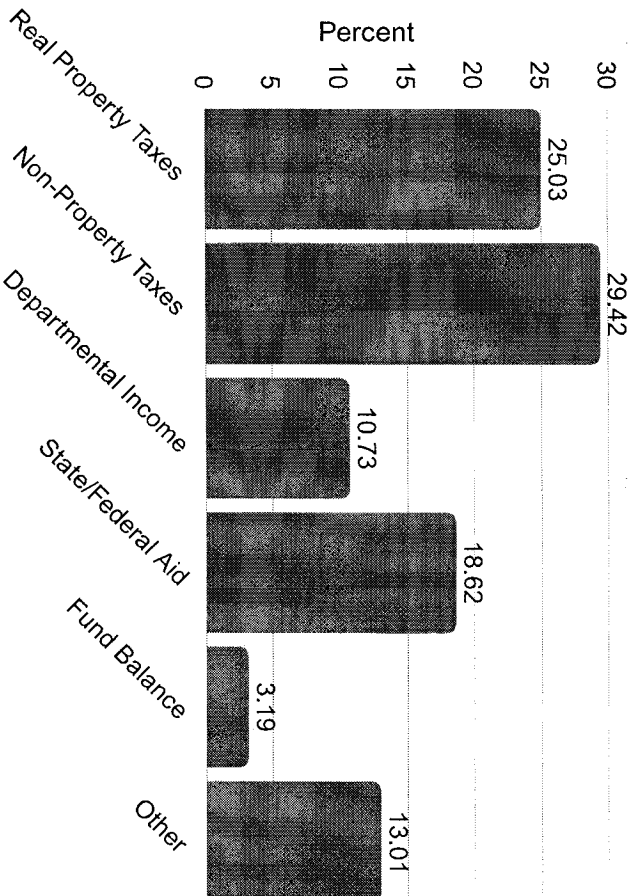 Percent
30
25
20
15
10
5
0
25.03
29.42
10.73
18.62
3.19
13.01
Real Property Taxes
Non-Property Taxes
Departmental Income
State/Federal Aid
Fund Balance
Other